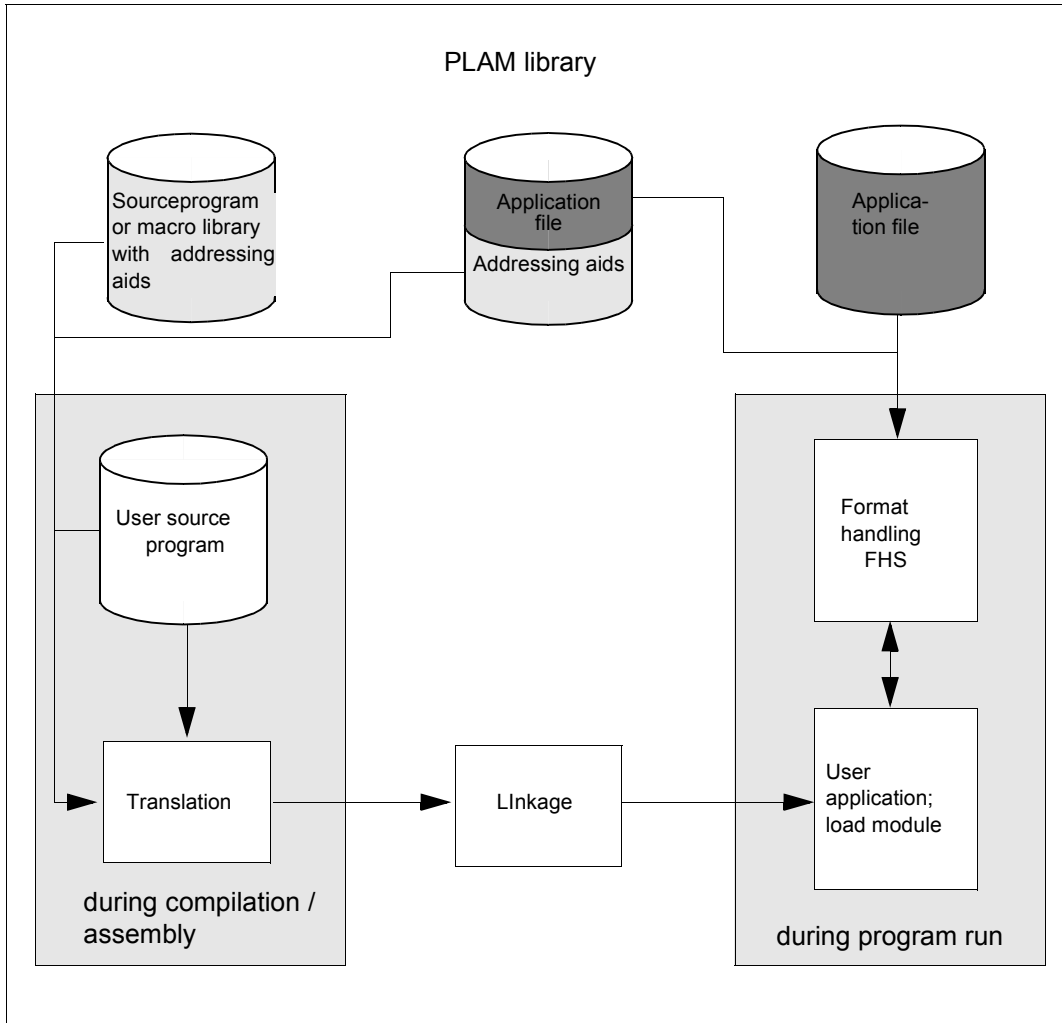 PLAM library
Sourceprogram
or macro library
with addressing
aids
Application
file
Addressing aids
Applica-
tion file
User source
program
Format
handling
FHS
Translation
LInkage
User
application;
load module
during compilation /
assembly
during program run